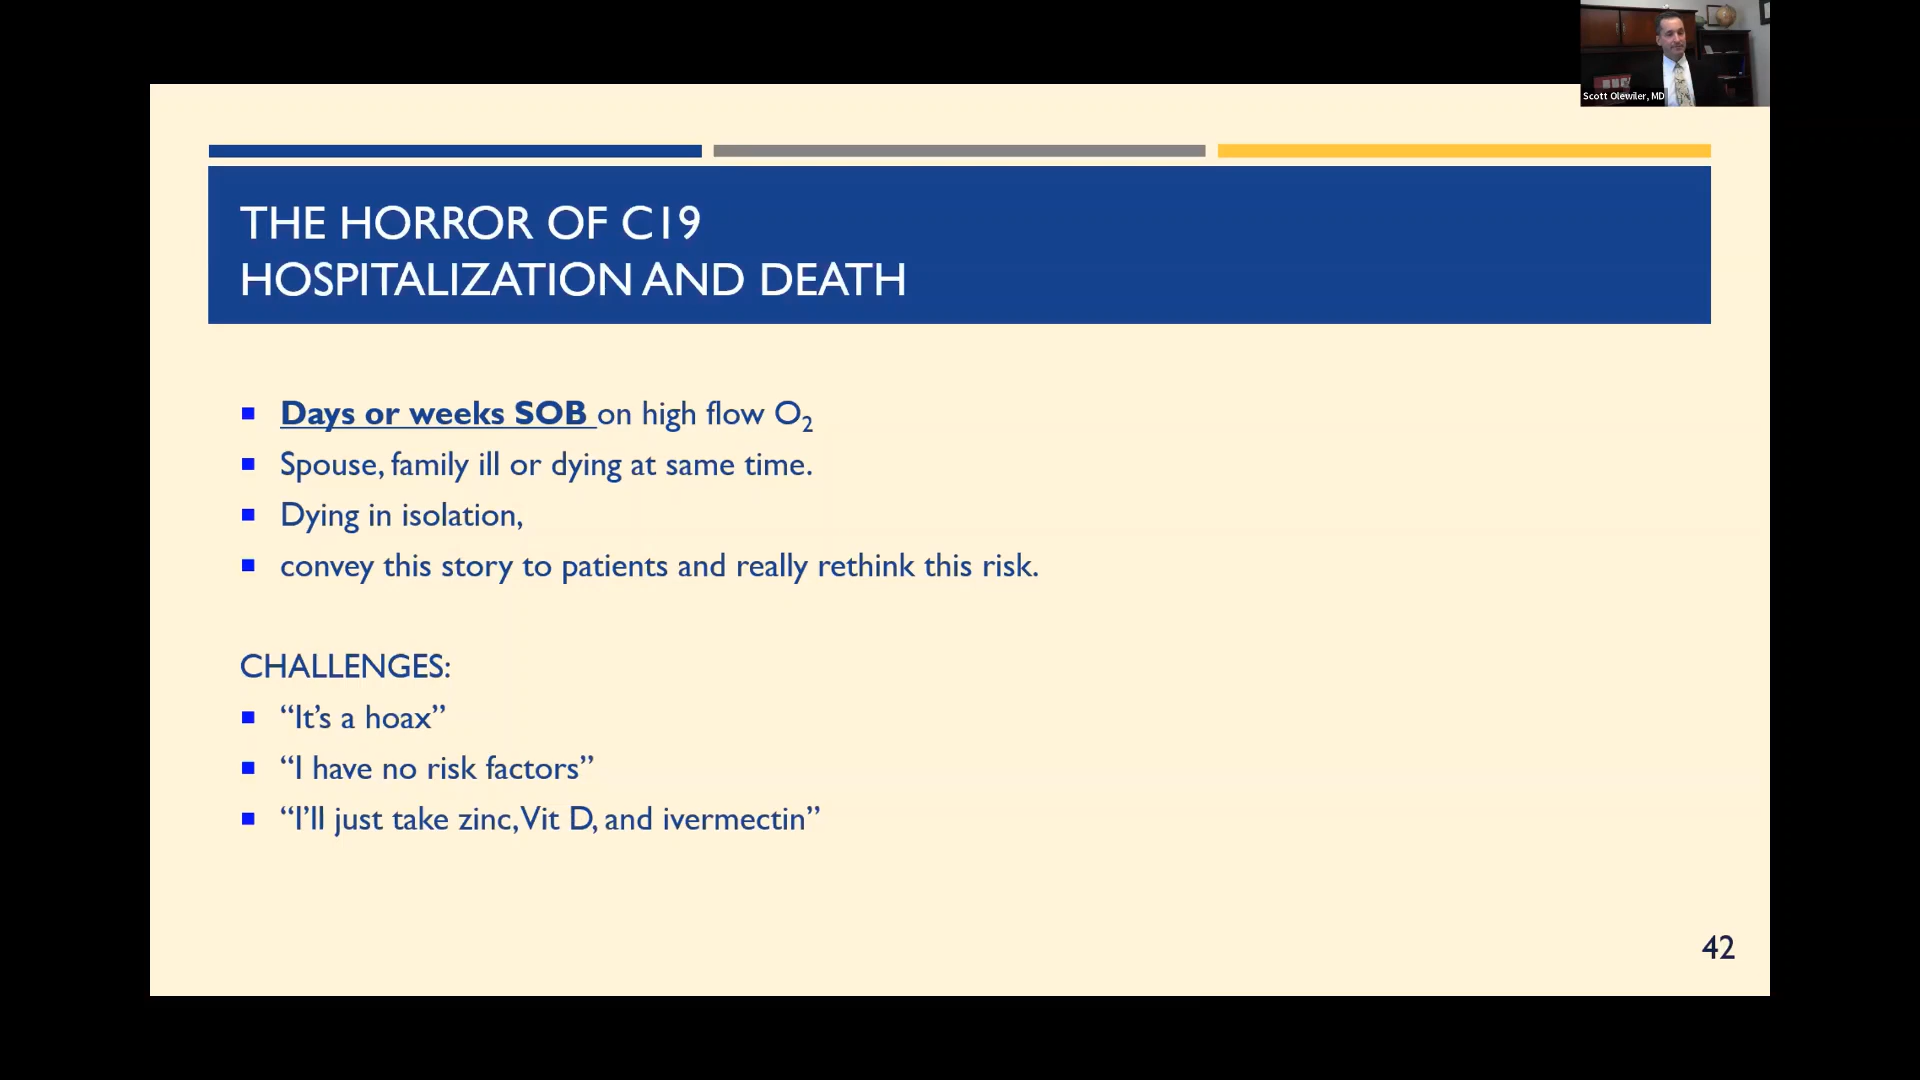 Scott Olewiler, MD
THE HORROR OF C19
HOSPITALIZATION AND DEATH
Days or weeks SOB on high flow O₂
Spouse, family ill or dying at same time.
Dying in isolation,
convey this story to patients and really rethink this risk.
CHALLENGES:
“It’s a hoax”
“I have no risk factors”
“I’ll just take zinc, Vit D, and ivermectin”
42